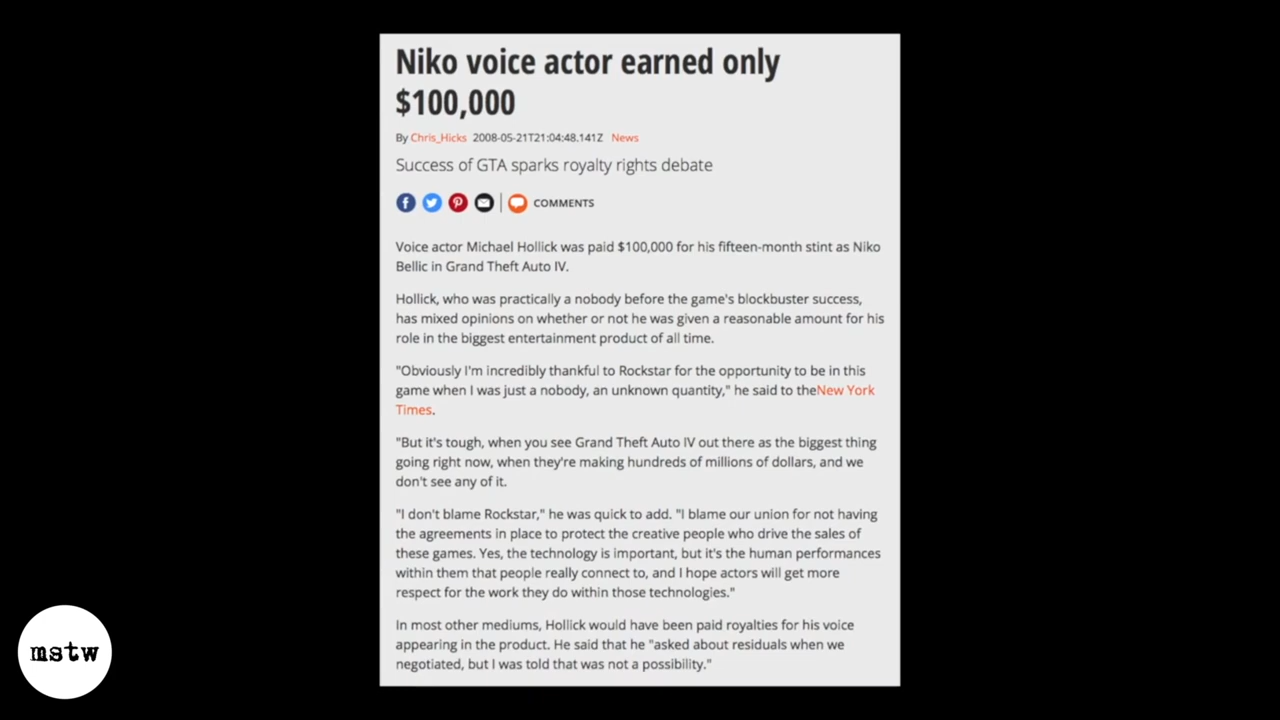 Niko voice actor earned only
$100,000
By Chris_Hicks 2008-05-21T21:04:48.141Z News
Success of GTA sparks royalty rights debate
COMMENTS
Voice actor Michael Hollick was paid $100,000 for his fifteen-month stint as Niko
Bellic in Grand Theft Auto IV.
Hollick, who was practically a nobody before the game's blockbuster success,
has mixed opinions on whether or not he was given a reasonable amount for his
role in the biggest entertainment product of all time.
"Obviously I'm incredibly thankful to Rockstar for the opportunity to be in this
game when I was just a nobody, an unknown quantity," he said to theNew York
Times.
"But it's tough, when you see Grand Theft Auto IV out there as the biggest thing
going right now, when they're making hundreds of millions of dollars, and we
don't see any of it.
"I don't blame Rockstar," he was quick to add. "I blame our union for not having
the agreements in place to protect the creative people who drive the sales of
these games. Yes, the technology is important, but it's the human performances
within them that people really connect to, and I hope actors will get more
respect for the work they do within those technologies."
In most other mediums, Hollick would have been paid royalties for his voice
appearing in the product. He said that he "asked about residuals when we
negotiated, but I was told that was not a possibility."
mstw